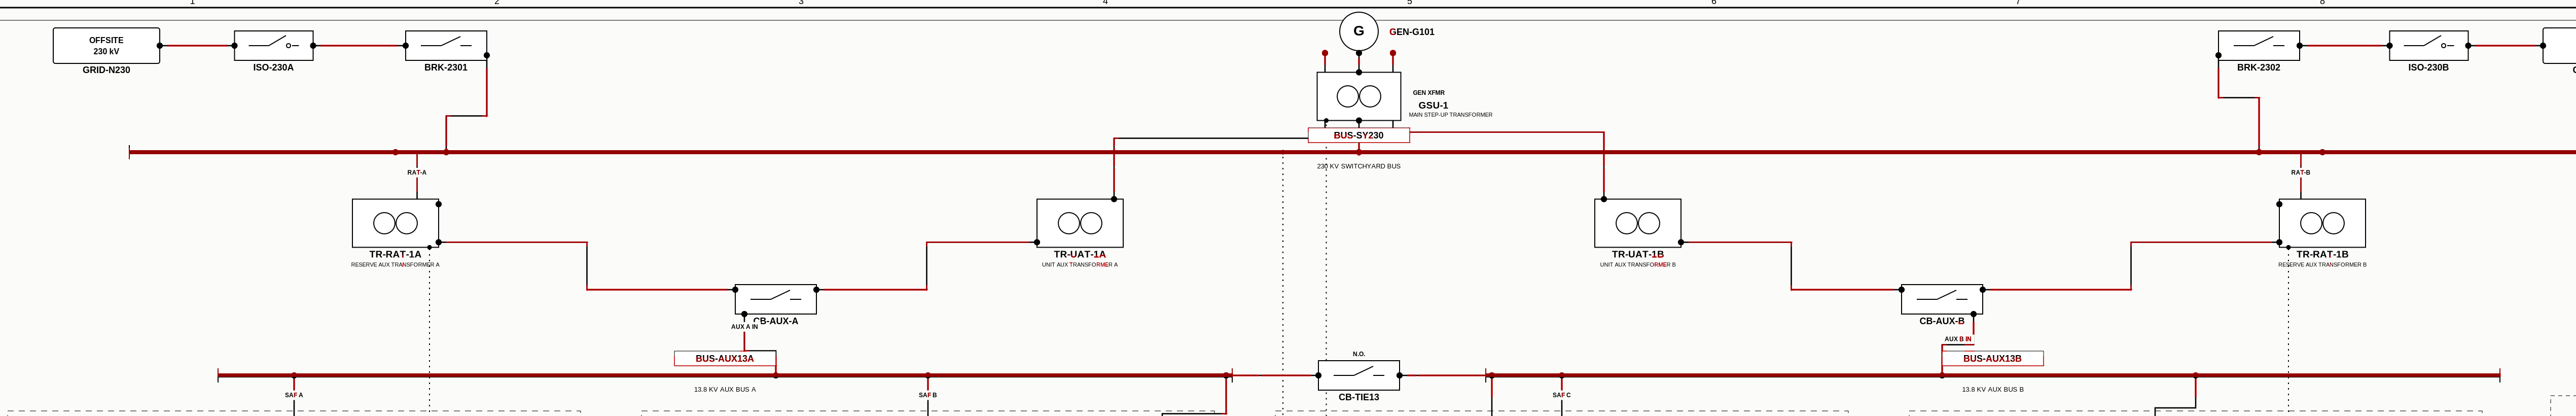 1 2 3 4 5 6 7 8
OFFSITE
230 kV
GRID-N230
ISO-230A
BRK-2301
G
GEN-G101
BRK-2302
ISO-230B
GEN XFMR
GSU-1
MAIN STEP-UP TRANSFORMER
BUS-SY230
230 KV SWITCHYARD BUS
RAT-A
RAT-B
TR-RAT-1A
RESERVE AUX TRANSFORMER A
TR-UAT-1A
UNIT AUX TRANSFORMER A
TR-UAT-1B
UNIT AUX TRANSFORMER B
TR-RAT-1B
RESERVE AUX TRANSFORMER B
CB-AUX-A
AUX A IN
CB-AUX-B
AUX B IN
BUS-AUX13A
13.8 KV AUX BUS A
N.O.
CB-TIE13
BUS-AUX13B
13.8 KV AUX BUS B
SAF A
SAF B
SAF C